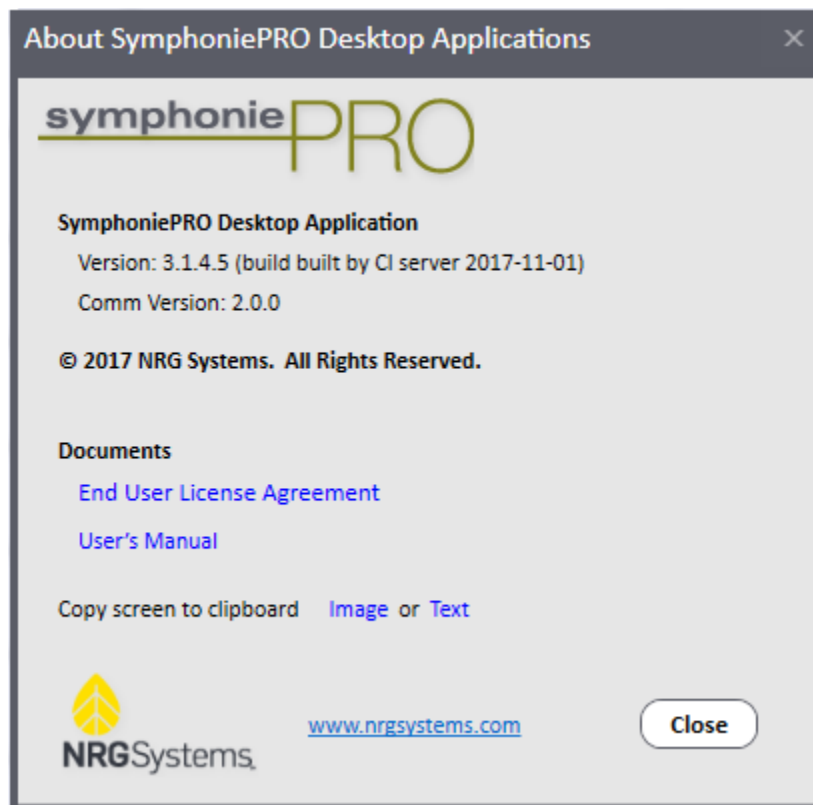 About SymphoniePRO Desktop Applications
symphoniePRO
SymphoniePRO Desktop Application
Version: 3.1.4.5 (build built by CI server 2017-11-01)
Comm Version: 2.0.0
© 2017 NRG Systems.  All Rights Reserved.
Documents
End User License Agreement
User’s Manual
Copy screen to clipboard Image or Text
NRGSystems
www.nrgsystems.com
Close